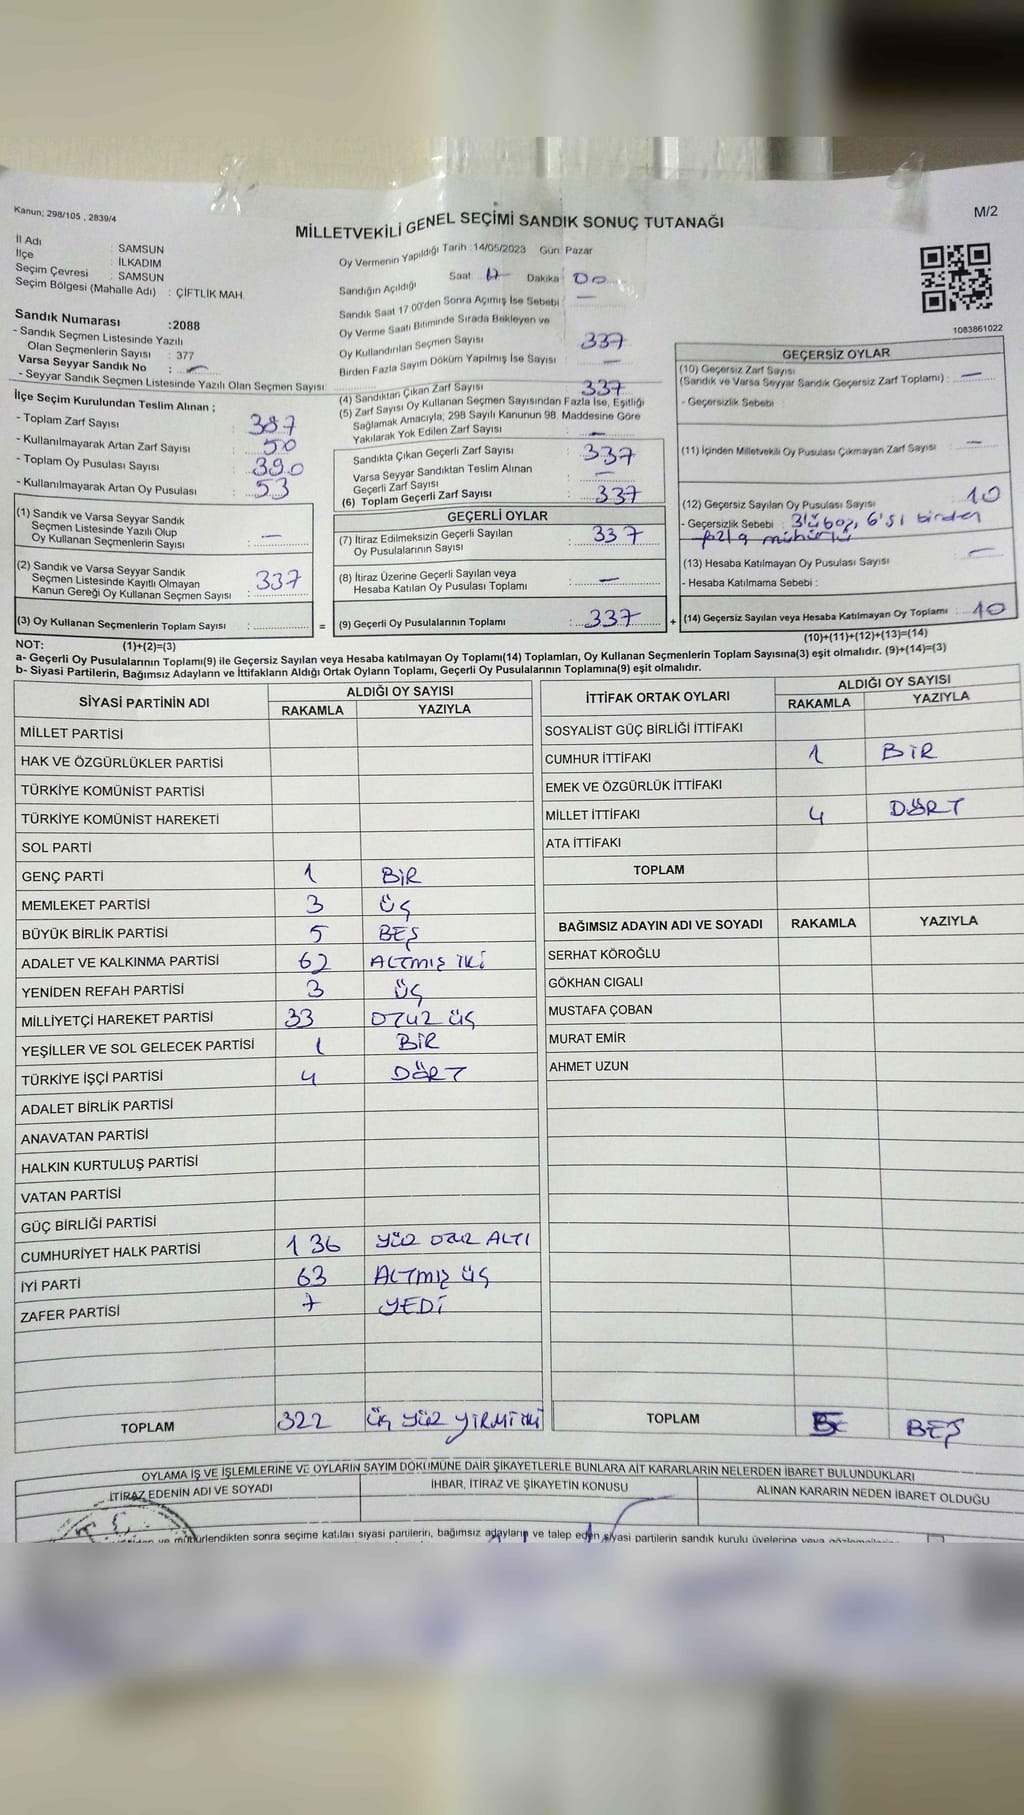 Kanun; 298/105 , 2839/4
M/2
MİLLETVEKİLİ GENEL SEÇİMİ SANDIK SONUÇ TUTANAĞI
İl Adı : SAMSUN
İlçe : İLKADIM
Seçim Çevresi : SAMSUN
Seçim Bölgesi (Mahalle Adı) : ÇİFTLİK MAH.
Sandık Numarası :2088
- Sandık Seçmen Listesinde Yazılı
Olan Seçmenlerin Sayısı : 377
Varsa Seyyar Sandık No : —
- Seyyar Sandık Seçmen Listesinde Yazılı Olan Seçmen Sayısı:
İlçe Seçim Kurulundan Teslim Alınan ;
- Toplam Zarf Sayısı : 387
- Kullanılmayarak Artan Zarf Sayısı : 50
- Toplam Oy Pusulası Sayısı : 390
- Kullanılmayarak Artan Oy Pusulası : 53
(1) Sandık ve Varsa Seyyar Sandık
Seçmen Listesinde Yazılı Olup
Oy Kullanan Seçmenlerin Sayısı : —
(2) Sandık ve Varsa Seyyar Sandık
Seçmen Listesinde Kayıtlı Olmayan
Kanun Gereği Oy Kullanan Seçmen Sayısı : 337
(3) Oy Kullanan Seçmenlerin Toplam Sayısı : =
Oy Vermenin Yapıldığı Tarih :14/05/2023 Gün: Pazar
Sandığın Açıldığı Saat 17 Dakika 00
Sandık Saat 17.00'den Sonra Açımış İse Sebebi : —
Oy Verme Saati Bitiminde Sırada Bekleyen ve
Oy Kullandırılan Seçmen Sayısı : 337
Birden Fazla Sayım Döküm Yapılmış İse Sayısı : —
(4) Sandıktan Çıkan Zarf Sayısı : 337
(5) Zarf Sayısı Oy Kullanan Seçmen Sayısından Fazla İse, Eşitliği
Sağlamak Amacıyla; 298 Sayılı Kanunun 98. Maddesine Göre
Yakılarak Yok Edilen Zarf Sayısı : —
Sandıkta Çıkan Geçerli Zarf Sayısı : 337
Varsa Seyyar Sandıktan Teslim Alınan
Geçerli Zarf Sayısı : —
(6) Toplam Geçerli Zarf Sayısı : 337
GEÇERLİ OYLAR
(7) İtiraz Edilmeksizin Geçerli Sayılan
Oy Pusulalarının Sayısı : 337
(8) İtiraz Üzerine Geçerli Sayılan veya
Hesaba Katılan Oy Pusulası Toplamı : —
(9) Geçerli Oy Pusulalarının Toplamı : 337 +
1083861022
GEÇERSİZ OYLAR
(10) Geçersiz Zarf Sayısı
(Sandık ve Varsa Seyyar Sandık Geçersiz Zarf Toplamı) : —
- Geçersizlik Sebebi :
(11) İçinden Milletvekili Oy Pusulası Çıkmayan Zarf Sayısı : —
(12) Geçersiz Sayılan Oy Pusulası Sayısı : 10
- Geçersizlik Sebebi : 3'ü boş, 6'sı birden
fazla mühürlü
(13) Hesaba Katılmayan Oy Pusulası Sayısı : —
- Hesaba Katılmama Sebebi :
(14) Geçersiz Sayılan veya Hesaba Katılmayan Oy Toplamı : 10
NOT: (1)+(2)=(3) (10)+(11)+(12)+(13)=(14)
a- Geçerli Oy Pusulalarının Toplamı(9) ile Geçersiz Sayılan veya Hesaba katılmayan Oy Toplamı(14) Toplamları, Oy Kullanan Seçmenlerin Toplam Sayısına(3) eşit olmalıdır. (9)+(14)=(3)
b- Siyasi Partilerin, Bağımsız Adayların ve İttifakların Aldığı Ortak Oyların Toplamı, Geçerli Oy Pusulalarının Toplamına(9) eşit olmalıdır.
SİYASİ PARTİNİN ADI ALDIĞI OY SAYISI
RAKAMLA YAZIYLA
MİLLET PARTİSİ
HAK VE ÖZGÜRLÜKLER PARTİSİ
TÜRKİYE KOMÜNİST PARTİSİ
TÜRKİYE KOMÜNİST HAREKETİ
SOL PARTİ
GENÇ PARTİ 1 BİR
MEMLEKET PARTİSİ 3 ÜÇ
BÜYÜK BİRLİK PARTİSİ 5 BEŞ
ADALET VE KALKINMA PARTİSİ 62 ALTMIŞ İKİ
YENİDEN REFAH PARTİSİ 3 ÜÇ
MİLLİYETÇİ HAREKET PARTİSİ 33 OTUZ ÜÇ
YEŞİLLER VE SOL GELECEK PARTİSİ 1 BİR
TÜRKİYE İŞÇİ PARTİSİ 4 DÖRT
ADALET BİRLİK PARTİSİ
ANAVATAN PARTİSİ
HALKIN KURTULUŞ PARTİSİ
VATAN PARTİSİ
GÜÇ BİRLİĞİ PARTİSİ
CUMHURİYET HALK PARTİSİ 136 YÜZ OTUZ ALTI
İYİ PARTİ 63 ALTMIŞ ÜÇ
ZAFER PARTİSİ 7 YEDİ
TOPLAM 322 ÜÇ YÜZ YİRMİ İKİ
İTTİFAK ORTAK OYLARI ALDIĞI OY SAYISI
RAKAMLA YAZIYLA
SOSYALİST GÜÇ BİRLİĞİ İTTİFAKI
CUMHUR İTTİFAKI 1 BİR
EMEK VE ÖZGÜRLÜK İTTİFAKI
MİLLET İTTİFAKI 4 DÖRT
ATA İTTİFAKI
TOPLAM
BAĞIMSIZ ADAYIN ADI VE SOYADI RAKAMLA YAZIYLA
SERHAT KÖROĞLU
GÖKHAN CIGALI
MUSTAFA ÇOBAN
MURAT EMİR
AHMET UZUN
TOPLAM 5 BEŞ
OYLAMA İŞ VE İŞLEMLERİNE VE OYLARIN SAYIM DÖKÜMÜNE DAİR ŞİKAYETLERLE BUNLARA AİT KARARLARIN NELERDEN İBARET BULUNDUKLARI
İTİRAZ EDENİN ADI VE SOYADI İHBAR, İTİRAZ VE ŞİKAYETİN KONUSU ALINAN KARARIN NEDEN İBARET OLDUĞU
T.C.
ve mühürlendikten sonra seçime katılan siyasi partilerin, bağımsız adayların ve talep eden siyasi partilerin sandık kurulu üyelerine veya